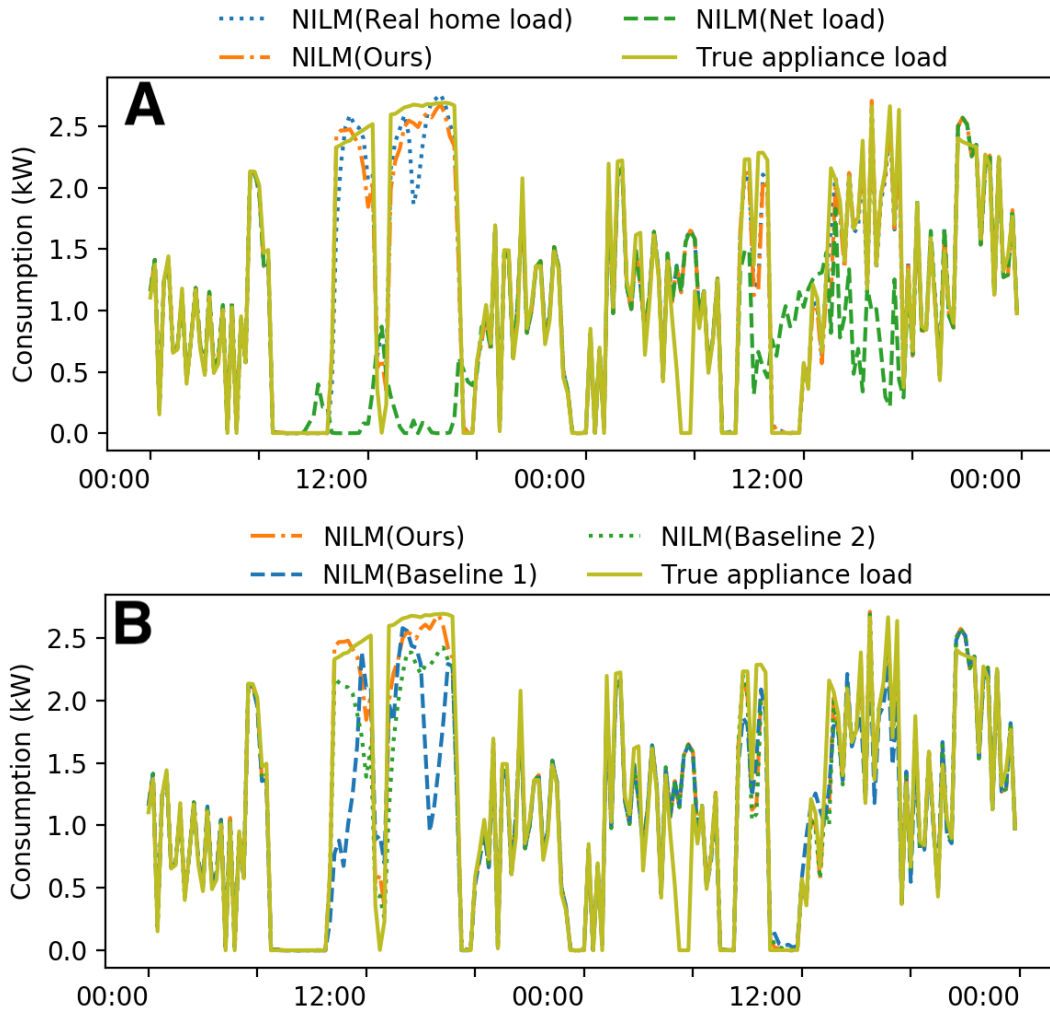 NILM(Real home load) NILM(Net load)
NILM(Ours) True appliance load
A
2.5
2.0
1.5
1.0
0.5
0.0
Consumption (kW)
00:00 12:00 00:00 12:00 00:00
NILM(Ours) NILM(Baseline 2)
NILM(Baseline 1) True appliance load
B
2.5
2.0
1.5
1.0
0.5
0.0
Consumption (kW)
00:00 12:00 00:00 12:00 00:00